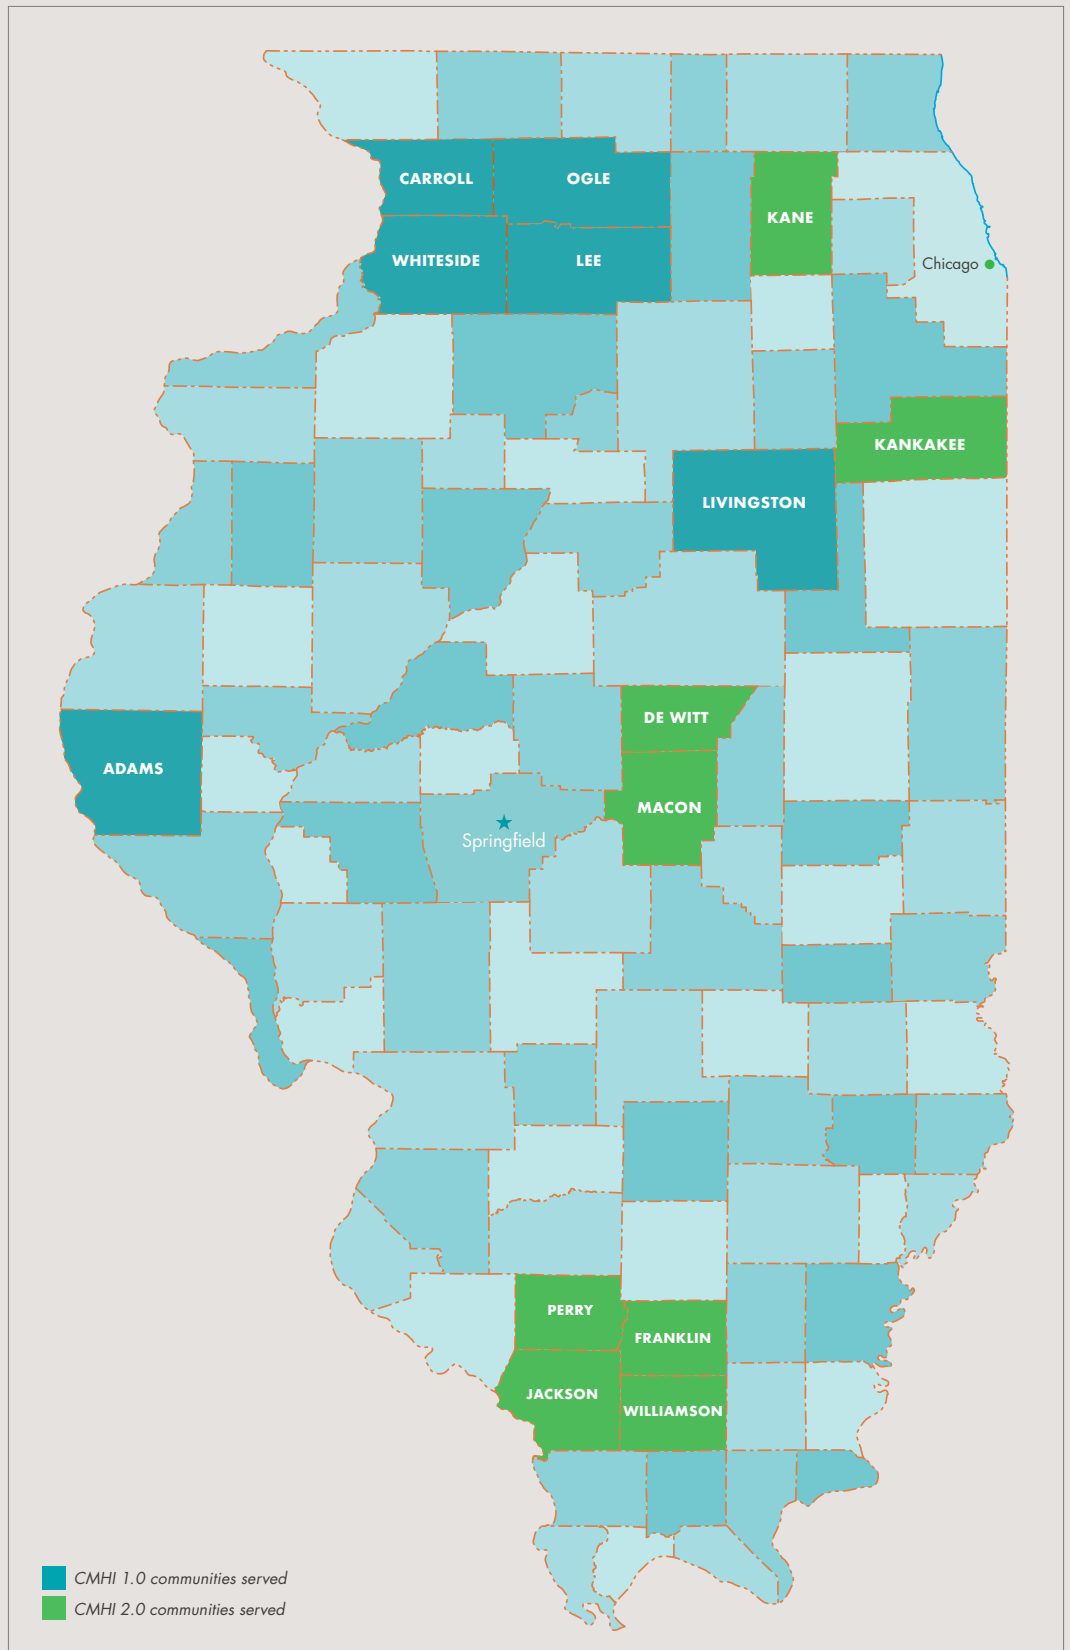 CARROLL
OGLE
KANE
WHITESIDE
LEE
Chicago
KANKAKEE
LIVINGSTON
DE WITT
ADAMS
MACON
Springfield
PERRY
FRANKLIN
JACKSON
WILLIAMSON
CMHI 1.0 communities served
CMHI 2.0 communities served